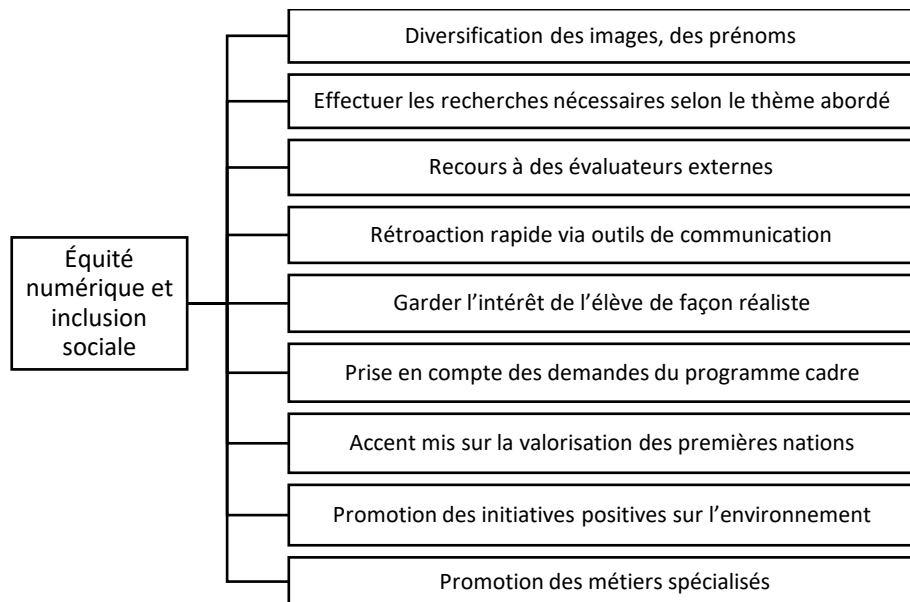 Diversification des images, des prénoms
Effectuer les recherches nécessaires selon le thème abordé
Recours à des évaluateurs externes
Rétroaction rapide via outils de communication
Équité
numérique et
inclusion
sociale
Garder l’intérêt de l’élève de façon réaliste
Prise en compte des demandes du programme cadre
Accent mis sur la valorisation des premières nations
Promotion des initiatives positives sur l’environnement
Promotion des métiers spécialisés